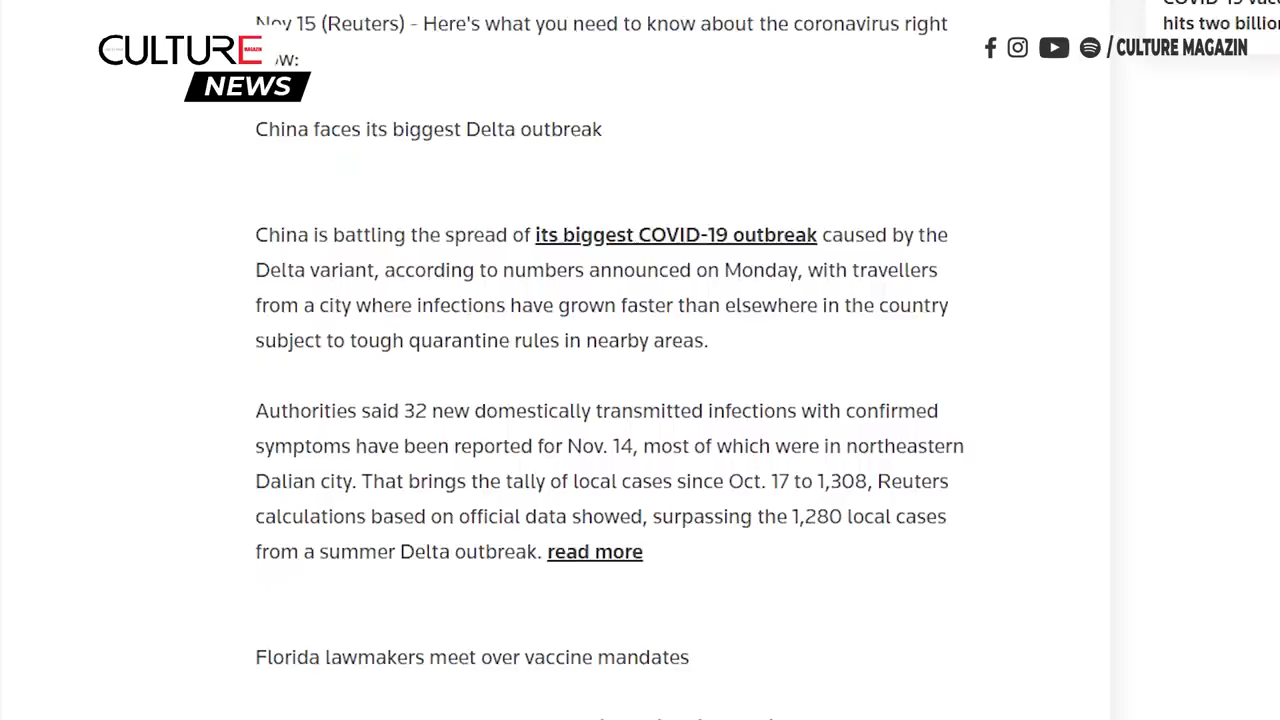 Nov 15 (Reuters) - Here's what you need to know about the coronavirus right
CULTURE
MAGAZIN
NEWS
/ CULTURE MAGAZIN
hits two
China faces its biggest Delta outbreak
China is battling the spread of its biggest COVID-19 outbreak caused by the
Delta variant, according to numbers announced on Monday, with travellers
from a city where infections have grown faster than elsewhere in the country
subject to tough quarantine rules in nearby areas.
Authorities said 32 new domestically transmitted infections with confirmed
symptoms have been reported for Nov. 14, most of which were in northeastern
Dalian city. That brings the tally of local cases since Oct. 17 to 1,308, Reuters
calculations based on official data showed, surpassing the 1,280 local cases
from a summer Delta outbreak. read more
Florida lawmakers meet over vaccine mandates